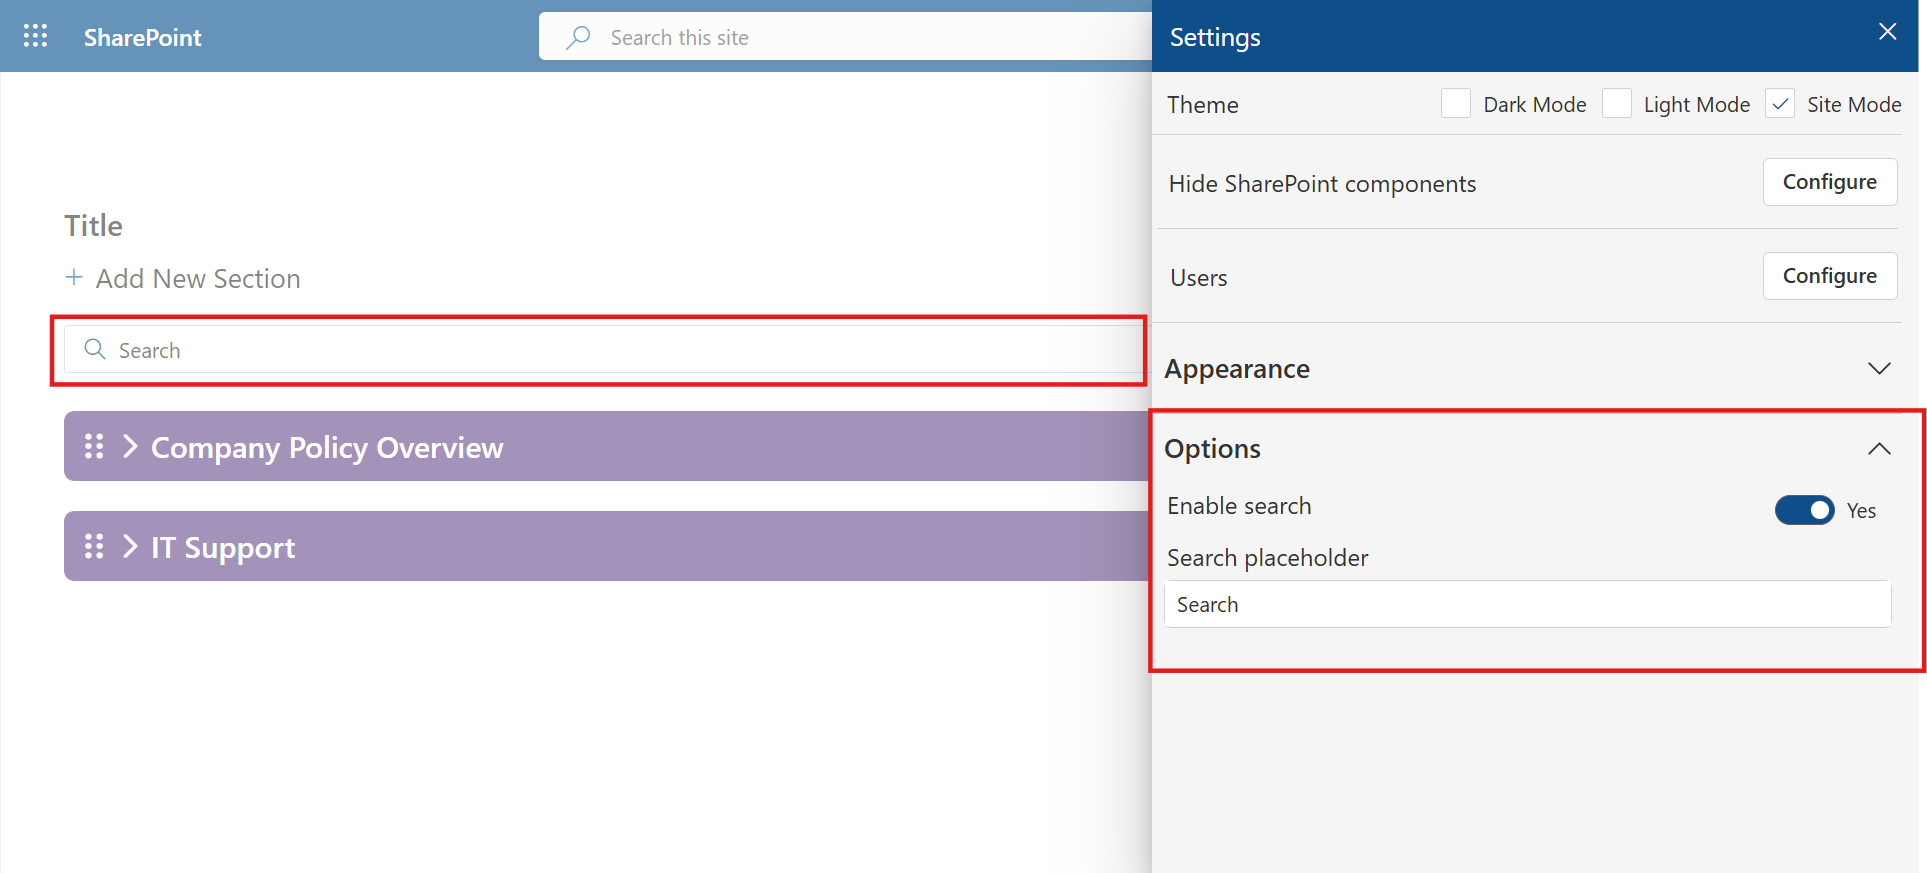 SharePoint
Search this site
Title
Add New Section
Search
Company Policy Overview
IT Support
Settings
Theme
Dark Mode
Light Mode
Site Mode
Hide SharePoint components
Configure
Users
Configure
Appearance
Options
Enable search
Yes
Search placeholder
Search